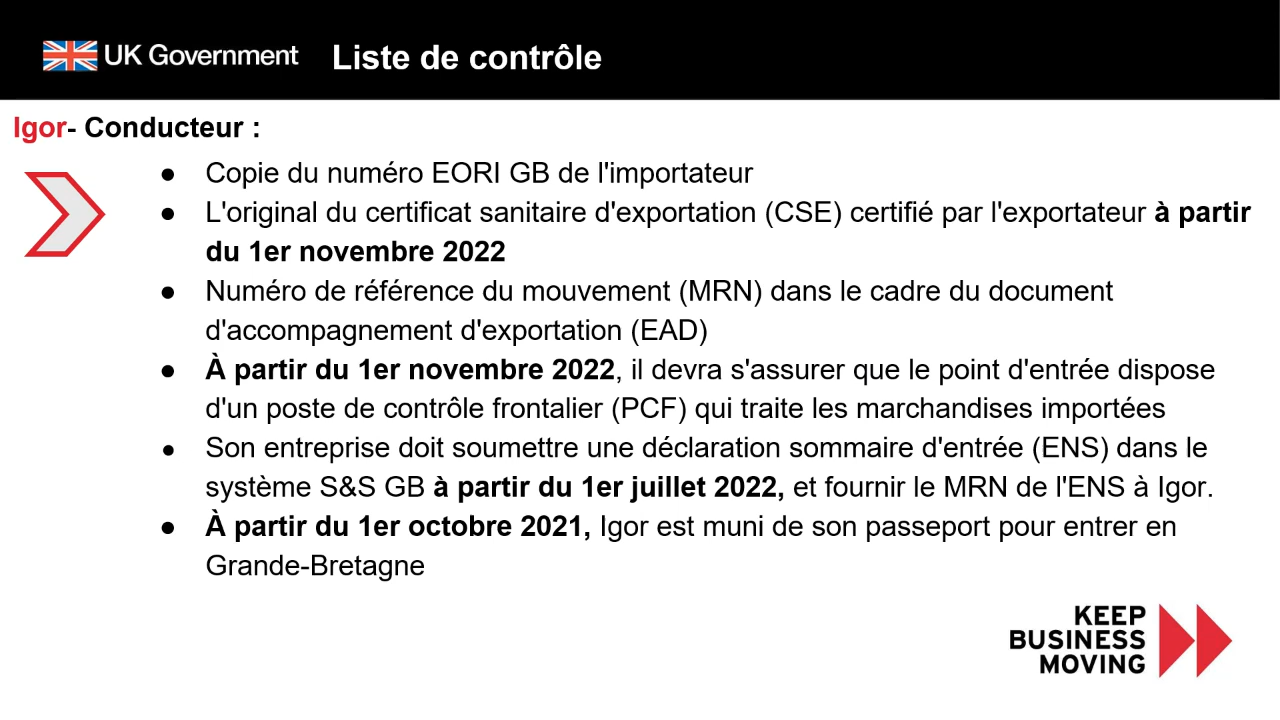 UK Government Liste de contrôle
Igor- Conducteur :
● Copie du numéro EORI GB de l'importateur
● L'original du certificat sanitaire d'exportation (CSE) certifié par l'exportateur à partir
du 1er novembre 2022
● Numéro de référence du mouvement (MRN) dans le cadre du document
d'accompagnement d'exportation (EAD)
● À partir du 1er novembre 2022, il devra s'assurer que le point d'entrée dispose
d'un poste de contrôle frontalier (PCF) qui traite les marchandises importées
● Son entreprise doit soumettre une déclaration sommaire d'entrée (ENS) dans le
système S&S GB à partir du 1er juillet 2022, et fournir le MRN de l'ENS à Igor.
● À partir du 1er octobre 2021, Igor est muni de son passeport pour entrer en
Grande-Bretagne
KEEP
BUSINESS
MOVING